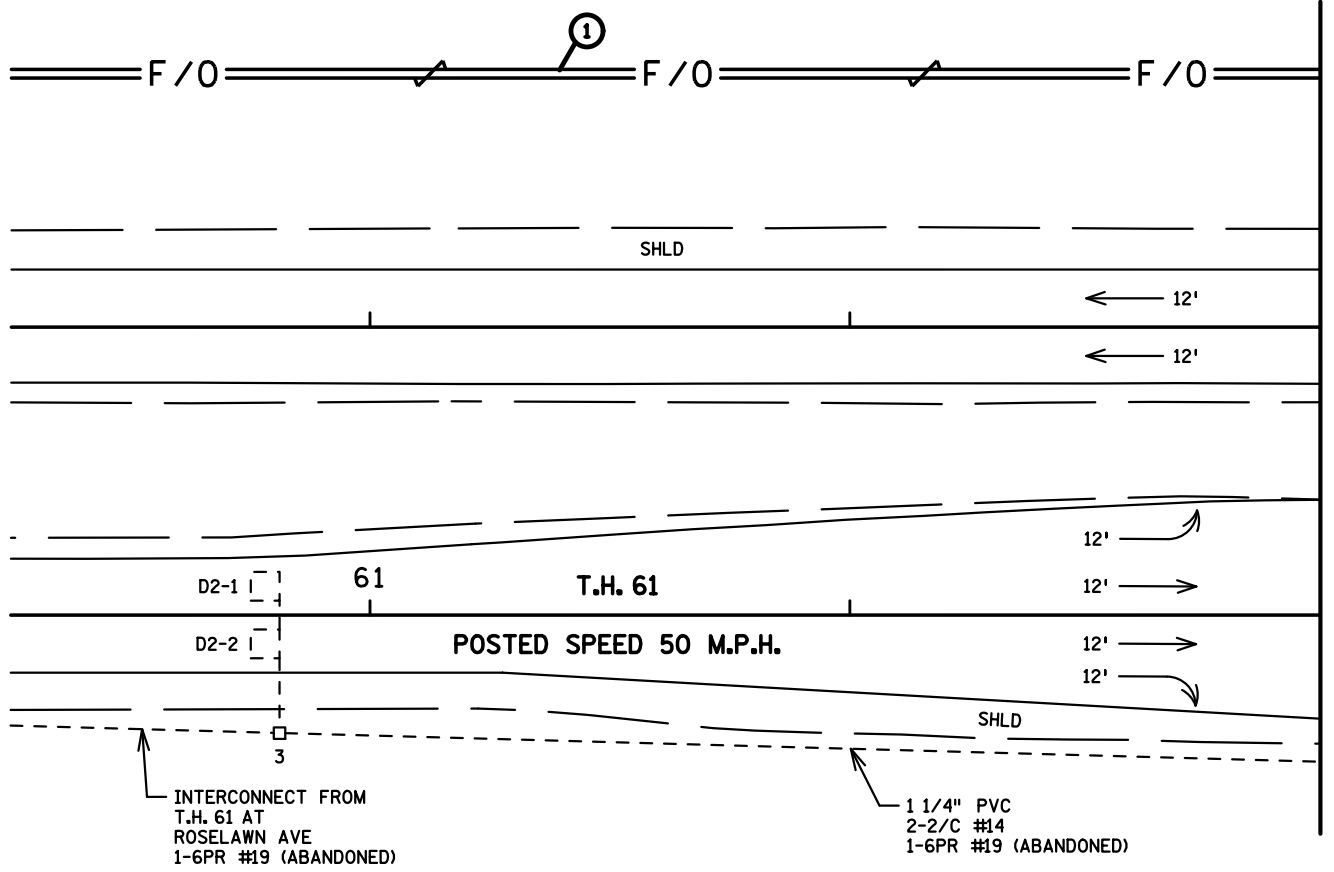 1
F/O F/O F/O
SHLD
12'
12'
12'
D2-1 61 T.H. 61 12'
D2-2 POSTED SPEED 50 M.P.H. 12'
12'
SHLD
3
INTERCONNECT FROM
T.H. 61 AT
ROSELAWN AVE
1-6PR #19 (ABANDONED)
1 1/4" PVC
2-2/C #14
1-6PR #19 (ABANDONED)